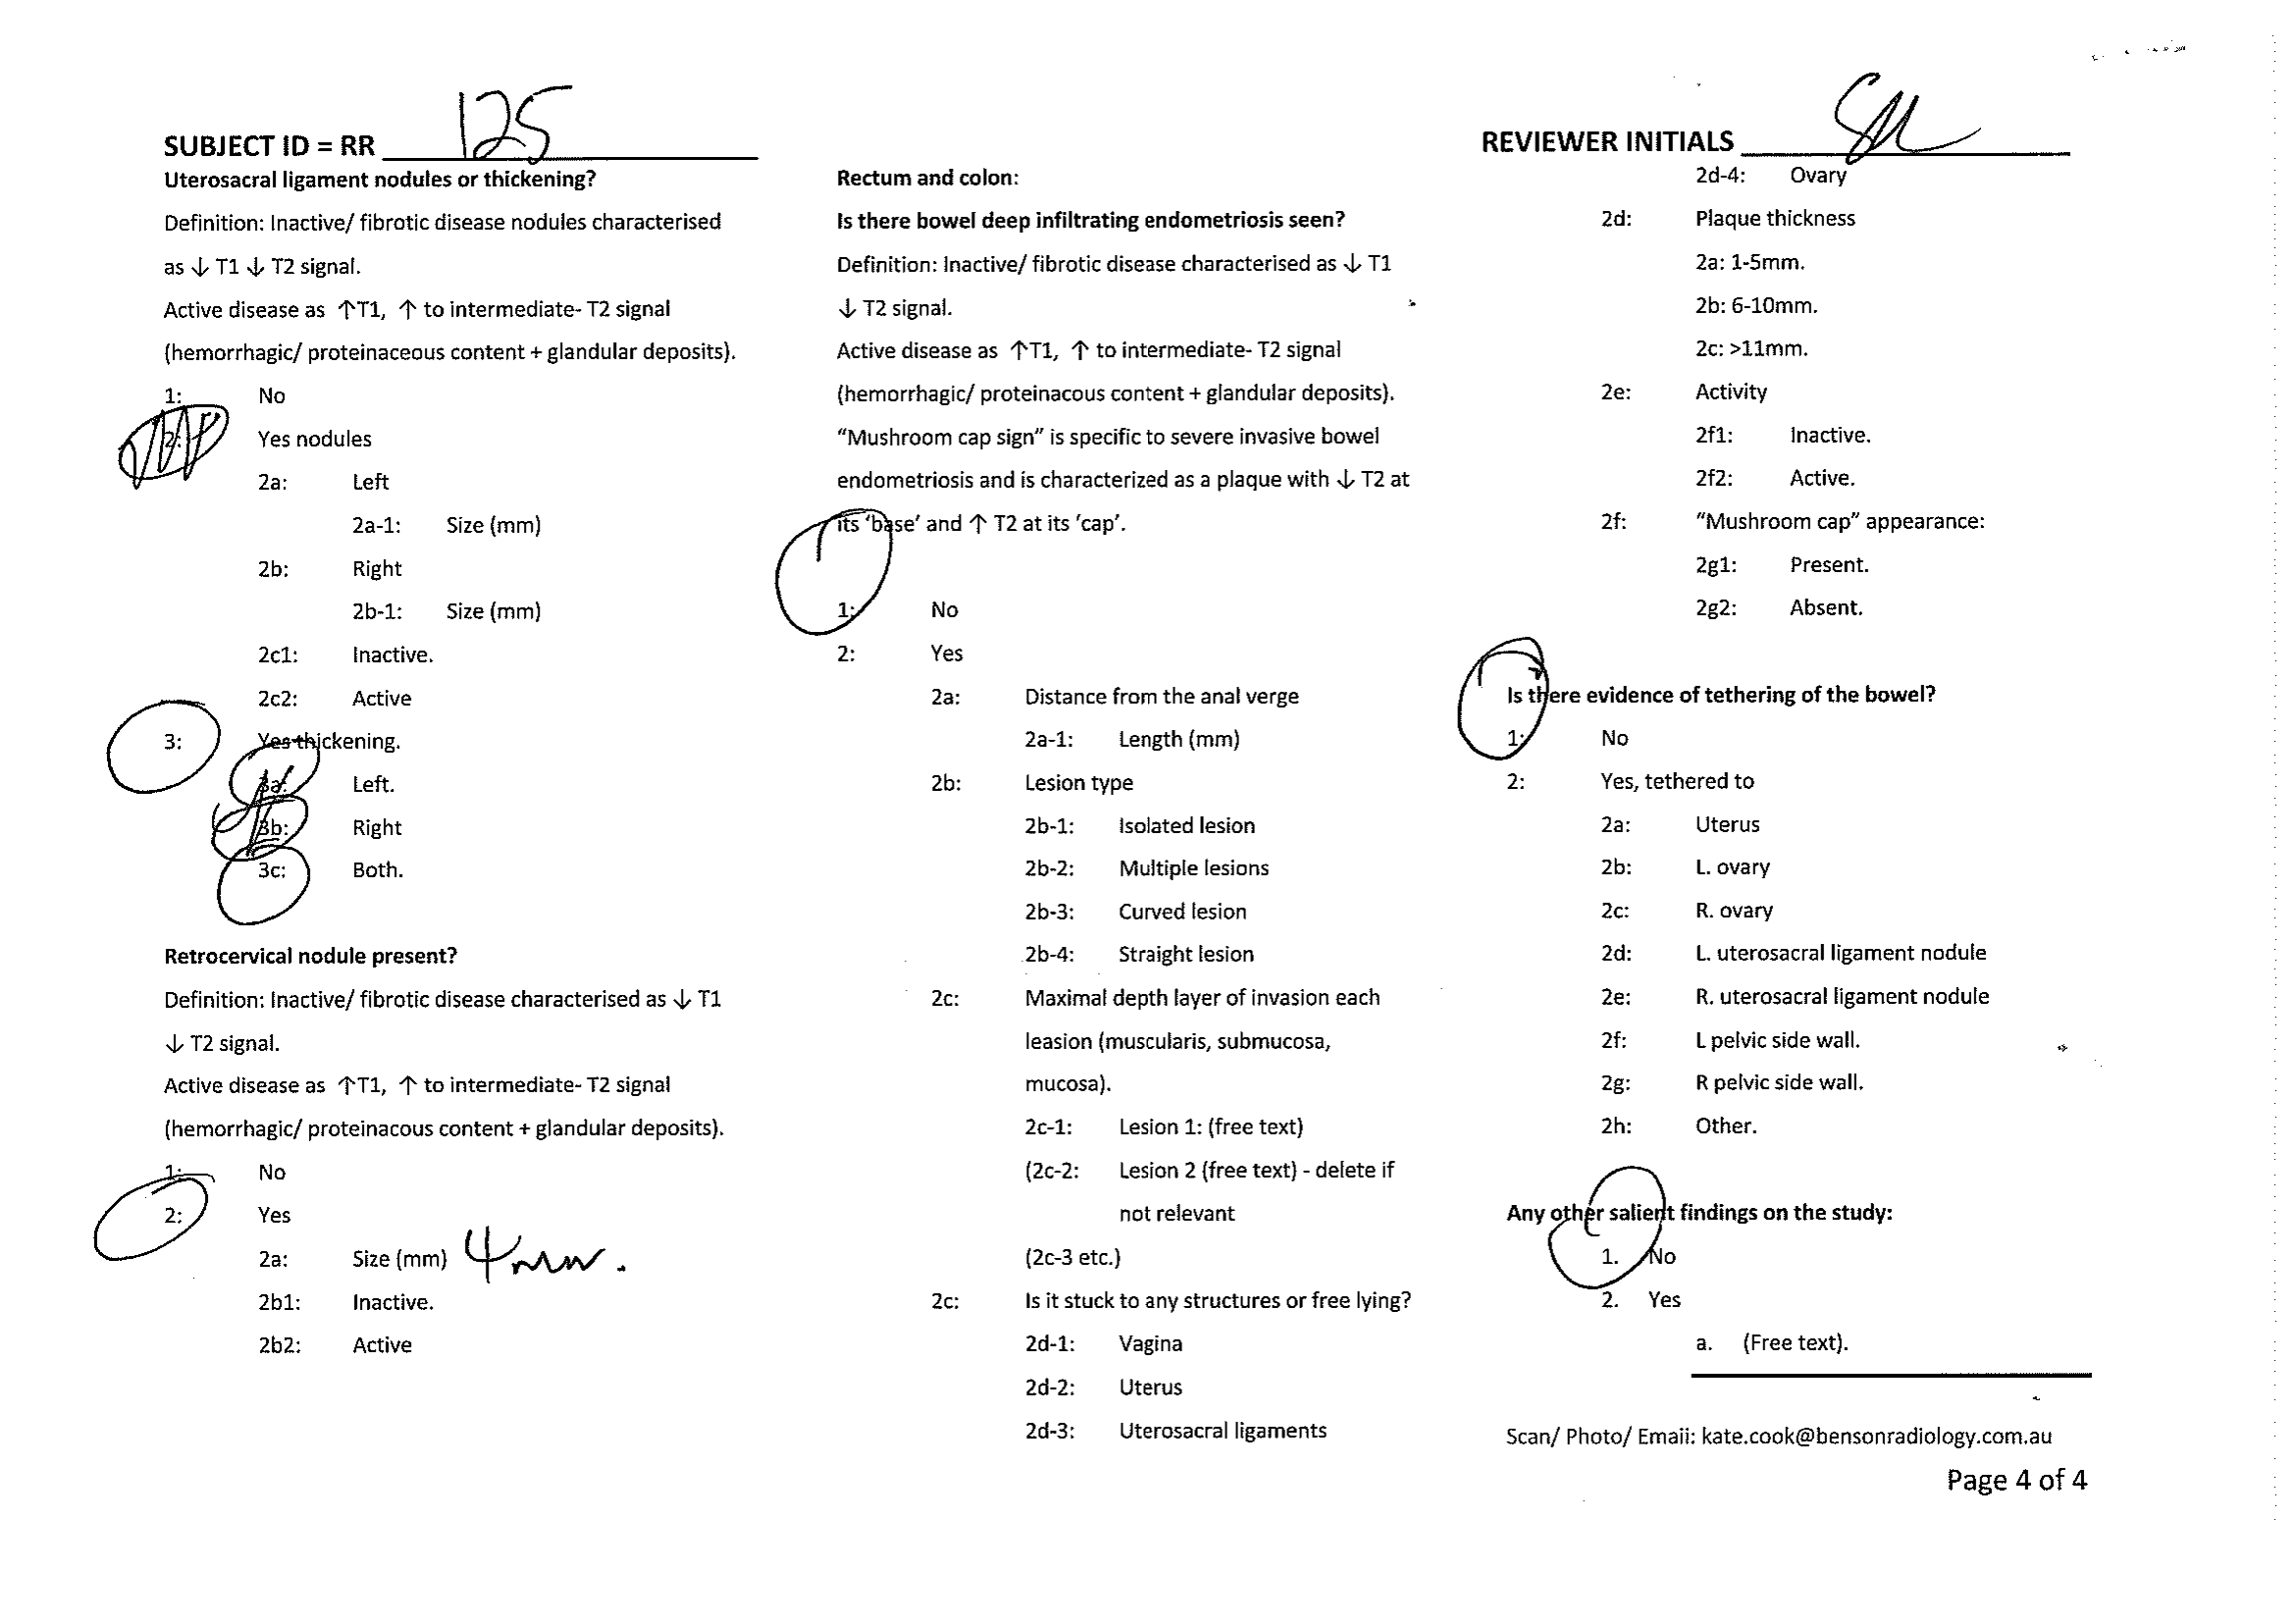 SUBJECT ID = RR 125
Uterosacral ligament nodules or thickening?
Definition: Inactive/ fibrotic disease nodules characterised
as ↓ T1 ↓ T2 signal.
Active disease as ↑T1, ↑ to intermediate- T2 signal
(hemorrhagic/ proteinaceous content + glandular deposits).
1: No
2: Yes nodules
2a: Left
2a-1: Size (mm)
2b: Right
2b-1: Size (mm)
2c1: Inactive.
2c2: Active
3: Yes thickening.
3a: Left.
3b: Right
3c: Both.
Retrocervical nodule present?
Definition: Inactive/ fibrotic disease characterised as ↓ T1
↓ T2 signal.
Active disease as ↑T1, ↑ to intermediate- T2 signal
(hemorrhagic/ proteinacous content + glandular deposits).
1: No
2: Yes
2a: Size (mm) 4mm.
2b1: Inactive.
2b2: Active
Rectum and colon:
Is there bowel deep infiltrating endometriosis seen?
Definition: Inactive/ fibrotic disease characterised as ↓ T1
↓ T2 signal.
Active disease as ↑T1, ↑ to intermediate- T2 signal
(hemorrhagic/ proteinacous content + glandular deposits).
“Mushroom cap sign” is specific to severe invasive bowel
endometriosis and is characterized as a plaque with ↓ T2 at
its ‘base’ and ↑ T2 at its ‘cap’.
1: No
2: Yes
2a: Distance from the anal verge
2a-1: Length (mm)
2b: Lesion type
2b-1: Isolated lesion
2b-2: Multiple lesions
2b-3: Curved lesion
2b-4: Straight lesion
2c: Maximal depth layer of invasion each
leasion (muscularis, submucosa,
mucosa).
2c-1: Lesion 1: (free text)
(2c-2: Lesion 2 (free text) - delete if
not relevant
(2c-3 etc.)
2c: Is it stuck to any structures or free lying?
2d-1: Vagina
2d-2: Uterus
2d-3: Uterosacral ligaments
REVIEWER INITIALS
2d-4: Ovary
2d: Plaque thickness
2a: 1-5mm.
2b: 6-10mm.
2c: >11mm.
2e: Activity
2f1: Inactive.
2f2: Active.
2f: “Mushroom cap” appearance:
2g1: Present.
2g2: Absent.
Is there evidence of tethering of the bowel?
1: No
2: Yes, tethered to
2a: Uterus
2b: L. ovary
2c: R. ovary
2d: L. uterosacral ligament nodule
2e: R. uterosacral ligament nodule
2f: L pelvic side wall.
2g: R pelvic side wall.
2h: Other.
Any other salient findings on the study:
1. No
2. Yes
a. (Free text).
Scan/ Photo/ Email: kate.cook@bensonradiology.com.au
Page 4 of 4